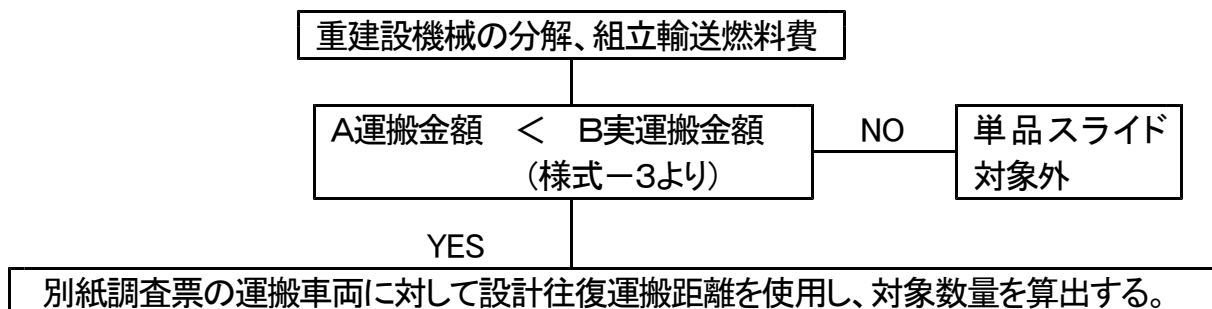 重建設機械の分解、組立輸送燃料費
A運搬金額　＜　B実運搬金額
（様式－3より）
NO
単品スライド
対象外
YES
別紙調査票の運搬車両に対して設計往復運搬距離を使用し、対象数量を算出する。